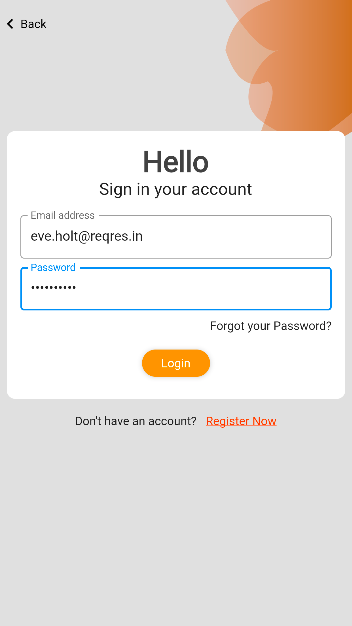 Back
Hello
Sign in your account
Email address
eve.holt@reqres.in
Password
••••••••••
Forgot your Password?
Login
Don't have an account? Register Now